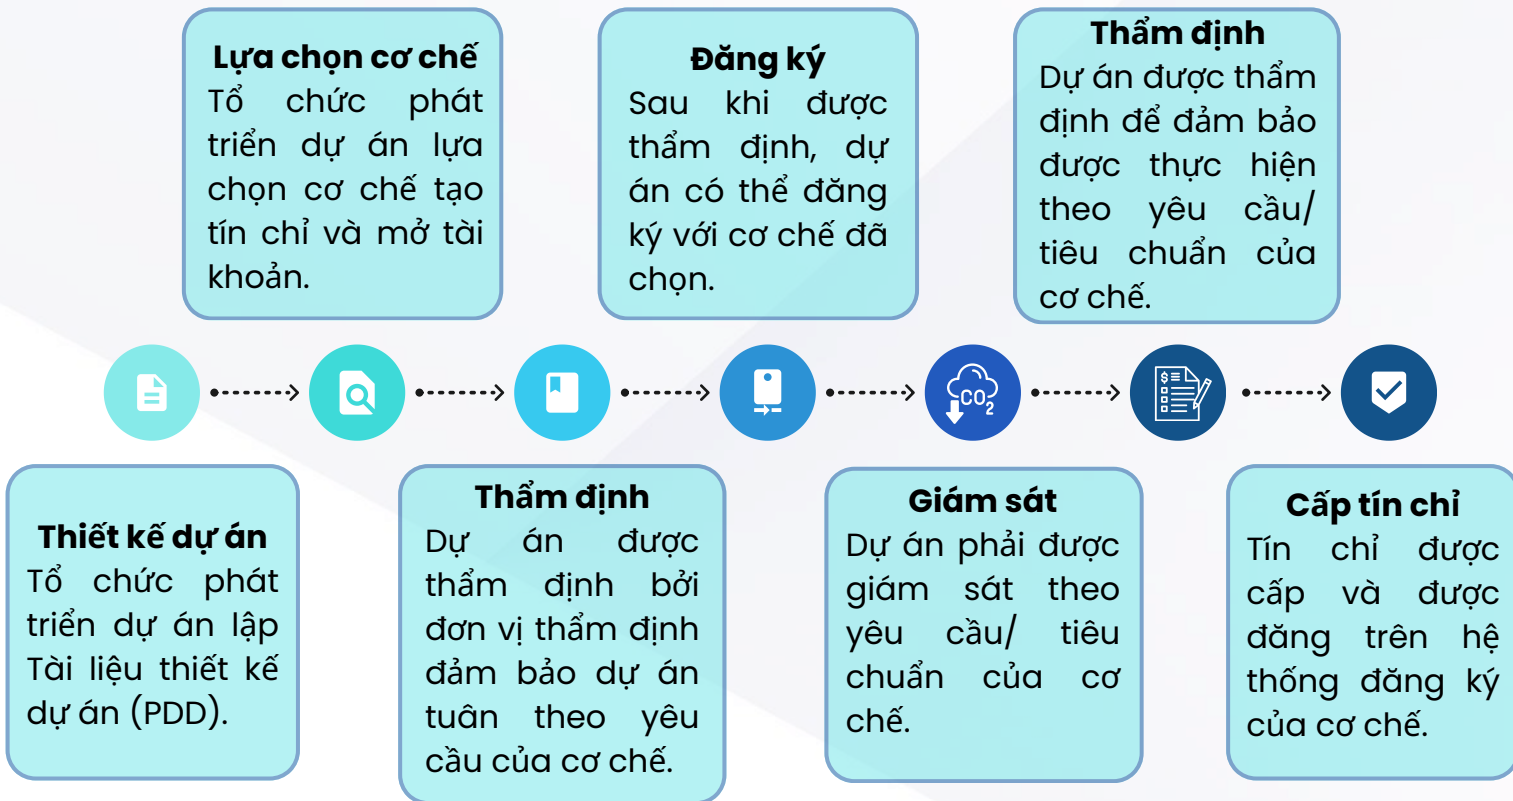 Lựa chọn cơ chế
Tổ chức phát
triển dự án lựa
chọn cơ chế tạo
tín chỉ và mở tài
khoản.
Đăng ký
Sau khi được
thẩm định, dự
án có thể đăng
ký với cơ chế đã
chọn.
Thẩm định
Dự án được thẩm
định để đảm bảo
được thực hiện
theo yêu cầu/
tiêu chuẩn của
cơ chế.
CO2
$
Thiết kế dự án
Tổ chức phát
triển dự án lập
Tài liệu thiết kế
dự án (PDD).
Thẩm định
Dự án được
thẩm định bởi
đơn vị thẩm định
đảm bảo dự án
tuân theo yêu
cầu của cơ chế.
Giám sát
Dự án phải được
giám sát theo
yêu cầu/ tiêu
chuẩn của cơ
chế.
Cấp tín chỉ
Tín chỉ được
cấp và được
đăng trên hệ
thống đăng ký
của cơ chế.